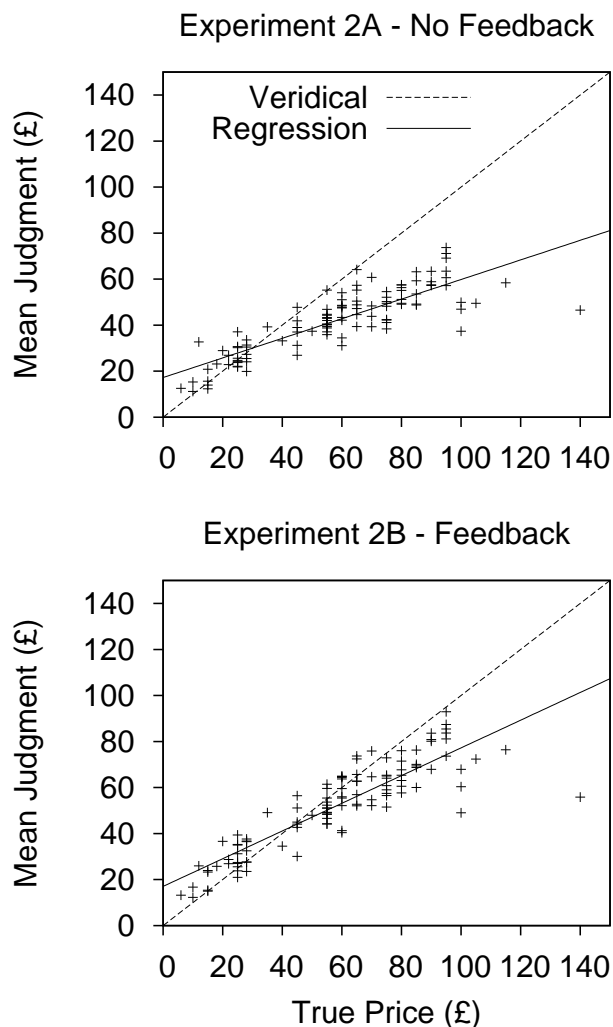 Experiment 2A - No Feedback
Mean Judgment (£)
140
120
100
80
60
40
20
0
Veridical
Regression
0 20 40 60 80 100 120 140
Experiment 2B - Feedback
Mean Judgment (£)
140
120
100
80
60
40
20
0
0 20 40 60 80 100 120 140
True Price (£)